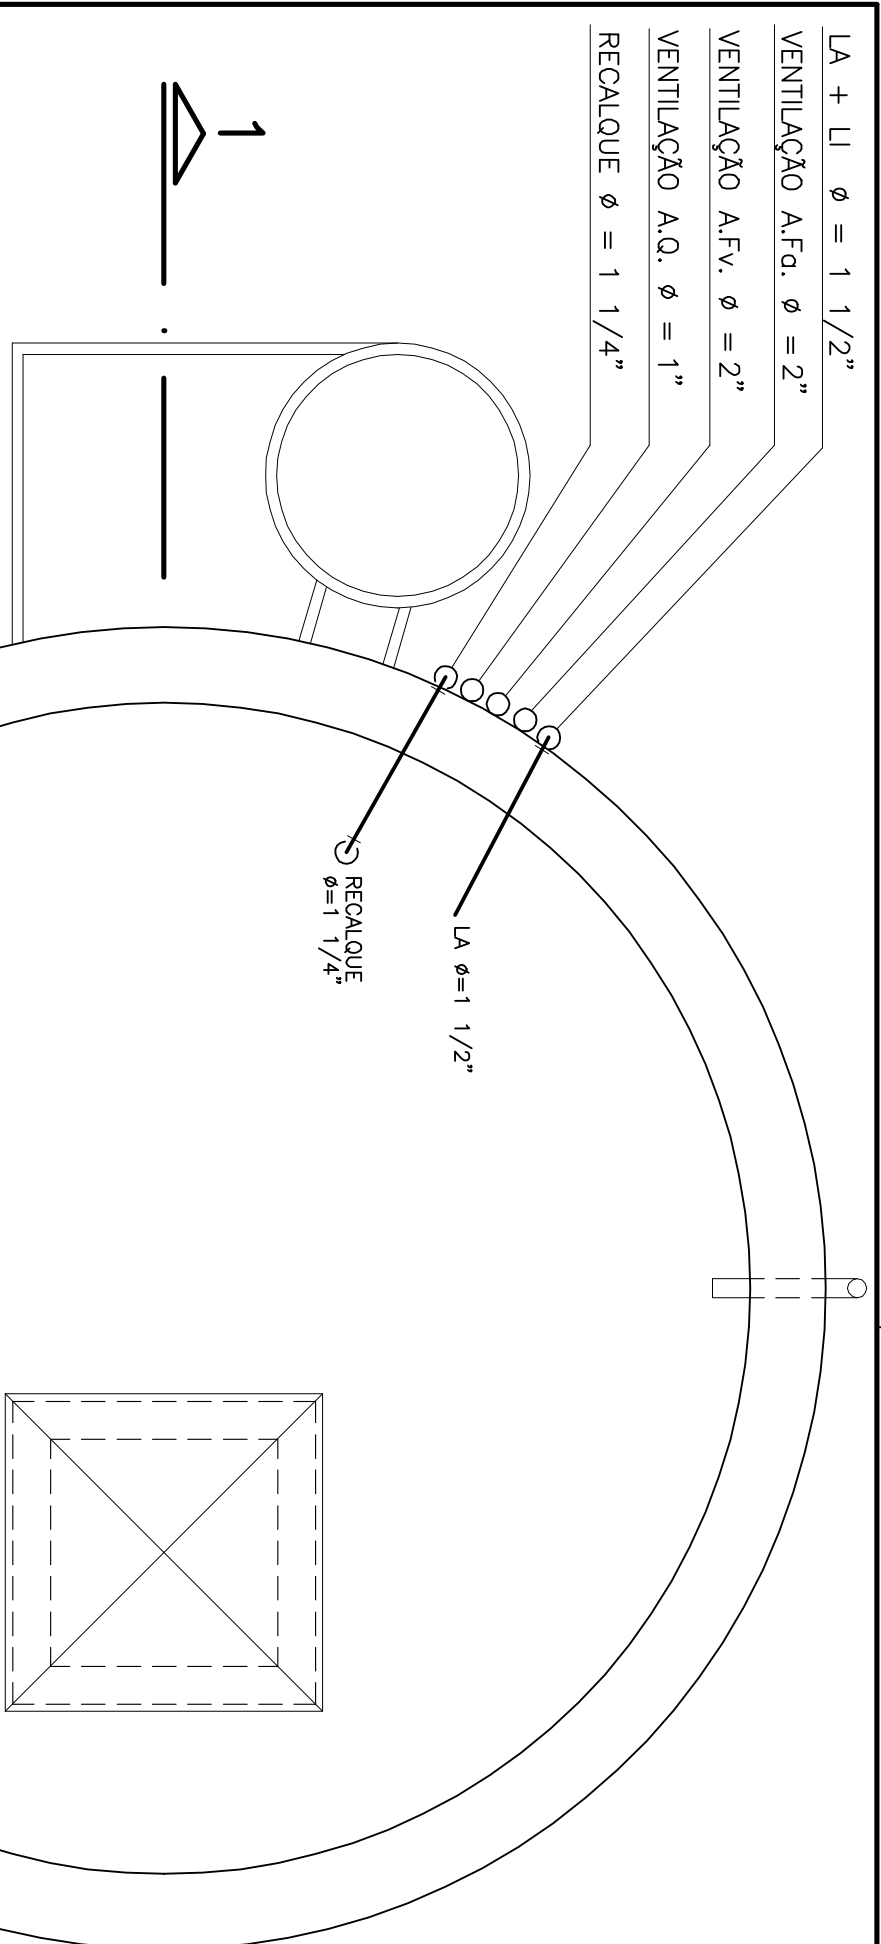 LA + LI ø = 1 1/2"
VENTILAÇÃO A.Fa. ø = 2"
VENTILAÇÃO A.Fv. ø = 2"
VENTILAÇÃO A.Q. ø = 1"
RECALQUE ø = 1 1/4"
1
LA ø=1 1/2"
RECALQUE
ø=1 1/4"